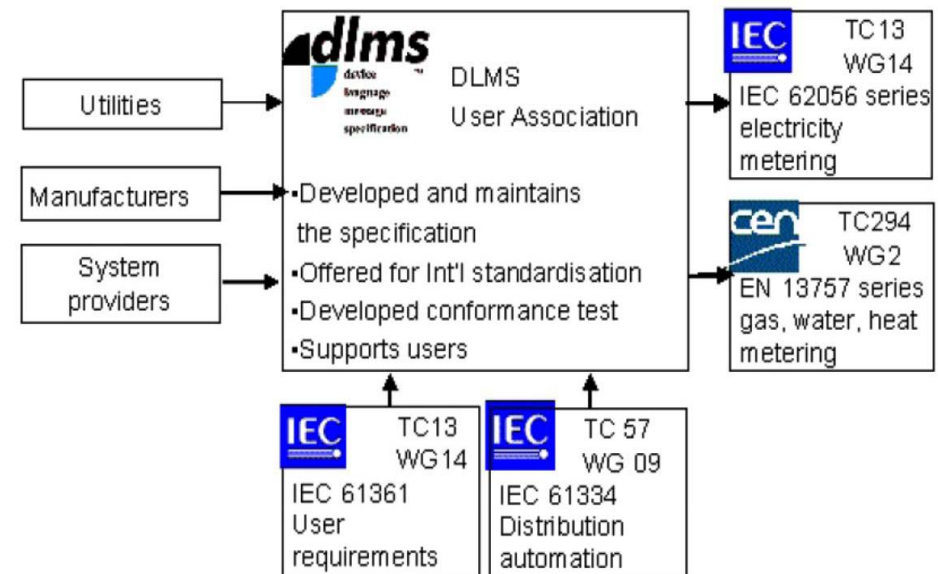 Utilities
Manufacturers
System
providers
dlms
device
language
message
specification
™
DLMS
User Association
▪Developed and maintains
the specification
▪Offered for Int'l standardisation
▪Developed conformance test
▪Supports users
IEC
TC13
WG14
IEC 62056 series
electricity
metering
cen
TC294
WG2
EN 13757 series
gas, water, heat
metering
IEC
TC13
WG14
IEC 61361
User
requirements
IEC
TC 57
WG 09
IEC 61334
Distribution
automation